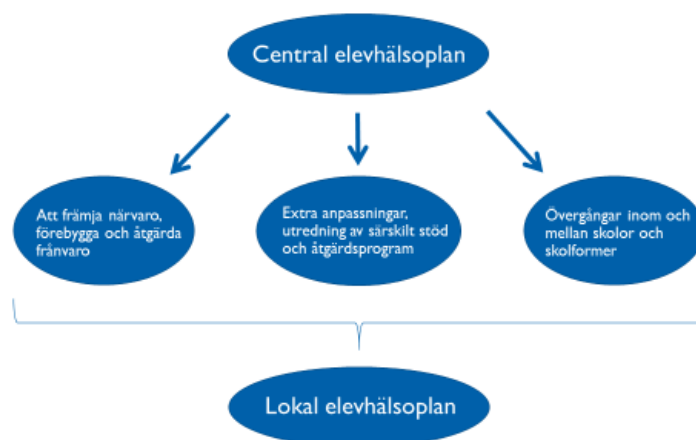 Central elevhälsoplan
Att främja närvaro,
förebygga och åtgärda
frånvaro
Extra anpassningar,
utredning av särskilt stöd
och åtgärdsprogram
Övergångar inom och
mellan skolor och
skolformer
Lokal elevhälsoplan